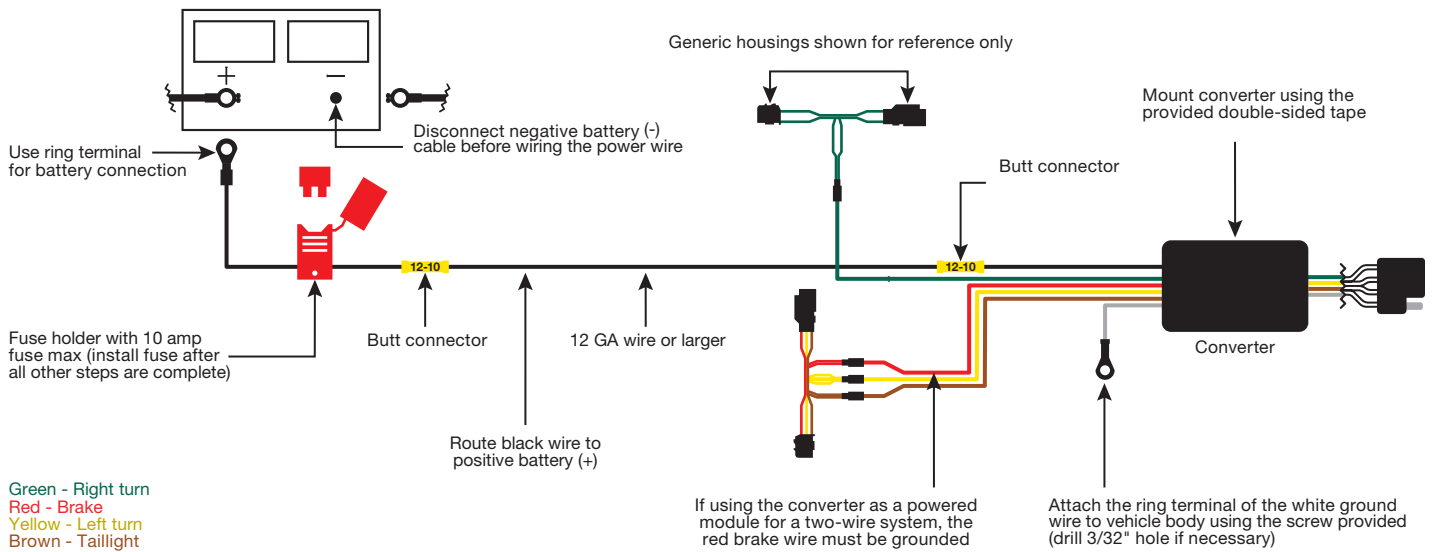 Generic housings shown for reference only
Mount converter using the
provided double-sided tape
+
−
Disconnect negative battery (-)
cable before wiring the power wire
Use ring terminal
for battery connection
Butt connector
12-10
12-10
Fuse holder with 10 amp
fuse max (install fuse after
all other steps are complete)
Butt connector
12 GA wire or larger
Converter
Route black wire to
positive battery (+)
Green - Right turn
Red - Brake
Yellow - Left turn
Brown - Taillight
If using the converter as a powered
module for a two-wire system, the
red brake wire must be grounded
Attach the ring terminal of the white ground
wire to vehicle body using the screw provided
(drill 3/32" hole if necessary)